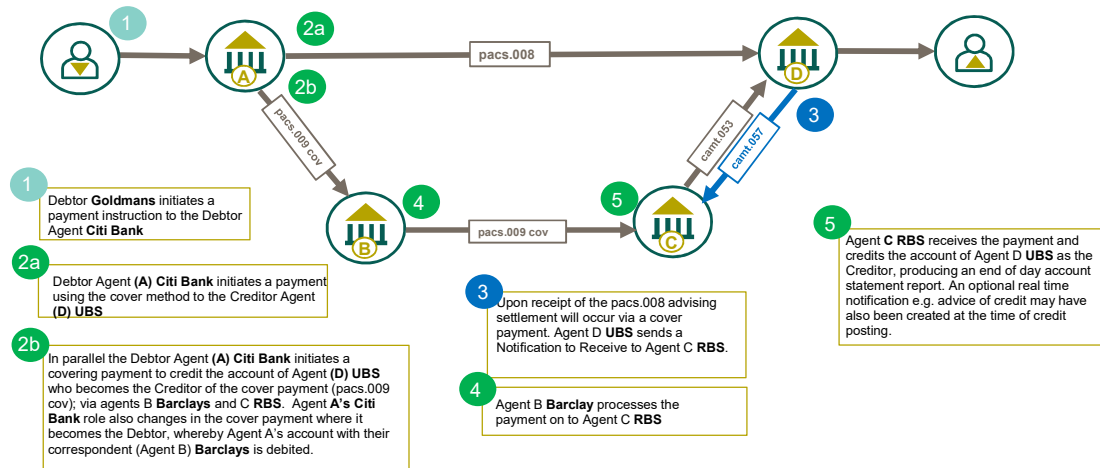 1
2a
pacs.008
A
D
2b
3
pacs.009 cov
camt.053
camt.057
1
Debtor Goldmans initiates a
payment instruction to the Debtor
Agent Citi Bank
4
B
pacs.009 cov
5
C
2a
Debtor Agent (A) Citi Bank initiates a payment
using the cover method to the Creditor Agent
(D) UBS
2b
In parallel the Debtor Agent (A) Citi Bank initiates a
covering payment to credit the account of Agent (D) UBS
who becomes the Creditor of the cover payment (pacs.009
cov); via agents B Barclays and C RBS. Agent A's Citi
Bank role also changes in the cover payment where it
becomes the Debtor, whereby Agent A's account with their
correspondent (Agent B) Barclays is debited.
3
Upon receipt of the pacs.008 advising
settlement will occur via a cover
payment. Agent D UBS sends a
Notification to Receive to Agent C RBS.
4
Agent B Barclay processes the
payment on to Agent C RBS
5
Agent C RBS receives the payment and
credits the account of Agent D UBS as the
Creditor, producing an end of day account
statement report. An optional real time
notification e.g. advice of credit may have
also been created at the time of credit
posting.